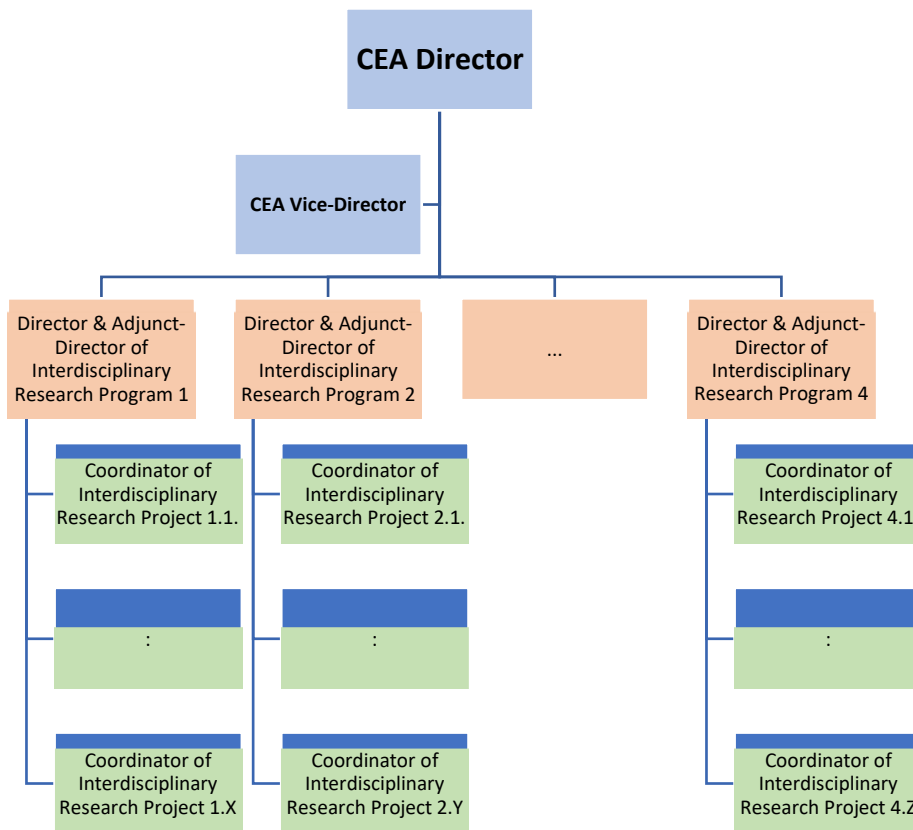 CEA Director
CEA Vice-Director
Director & Adjunct-
Director of
Interdisciplinary
Research Program 1
Director & Adjunct-
Director of
Interdisciplinary
Research Program 2
...
Director & Adjunct-
Director of
Interdisciplinary
Research Program 4
Coordinator of
Interdisciplinary
Research Project 1.1.
Coordinator of
Interdisciplinary
Research Project 2.1.
Coordinator of
Interdisciplinary
Research Project 4.1
:
:
:
Coordinator of
Interdisciplinary
Research Project 1.X
Coordinator of
Interdisciplinary
Research Project 2.Y
Coordinator of
Interdisciplinary
Research Project 4.Z